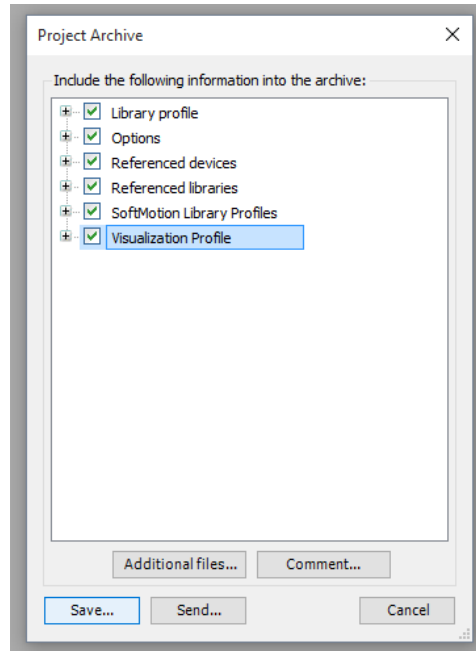 Project Archive
Include the following information into the archive:
Library profile
Options
Referenced devices
Referenced libraries
SoftMotion Library Profiles
Visualization Profile
Additional files... Comment...
Save... Send... Cancel